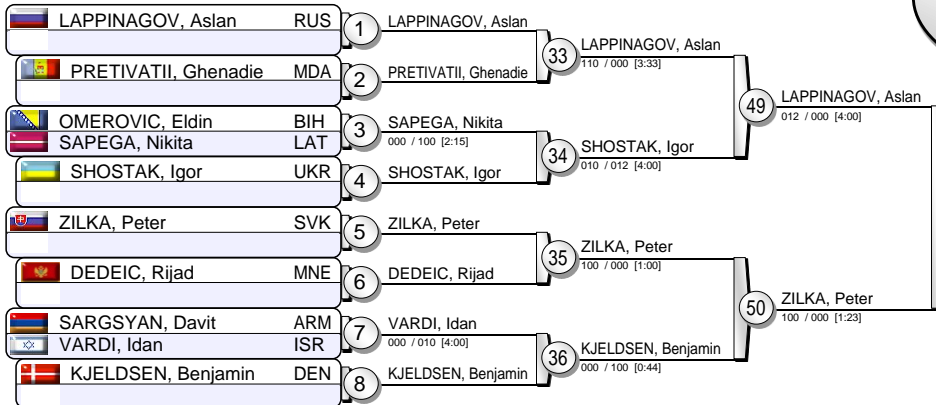 LAPPINAGOV, Aslan RUS
PRETIVATII, Ghenadie MDA
OMEROVIC, Eldin BIH
SAPEGA, Nikita LAT
SHOSTAK, Igor UKR
ZILKA, Peter SVK
DEDEIC, Rijad MNE
SARGSYAN, Davit ARM
VARDI, Idan ISR
KJELDSEN, Benjamin DEN
1 LAPPINAGOV, Aslan
2 PRETIVATII, Ghenadie
3 SAPEGA, Nikita
000 / 100 [2:15]
4 SHOSTAK, Igor
5 ZILKA, Peter
6 DEDEIC, Rijad
7 VARDI, Idan
000 / 010 [4:00]
8 KJELDSEN, Benjamin
33 LAPPINAGOV, Aslan
110 / 000 [3:33]
34 SHOSTAK, Igor
010 / 012 [4:00]
35 ZILKA, Peter
100 / 000 [1:00]
36 KJELDSEN, Benjamin
000 / 100 [0:44]
49 LAPPINAGOV, Aslan
012 / 000 [4:00]
50 ZILKA, Peter
100 / 000 [1:23]